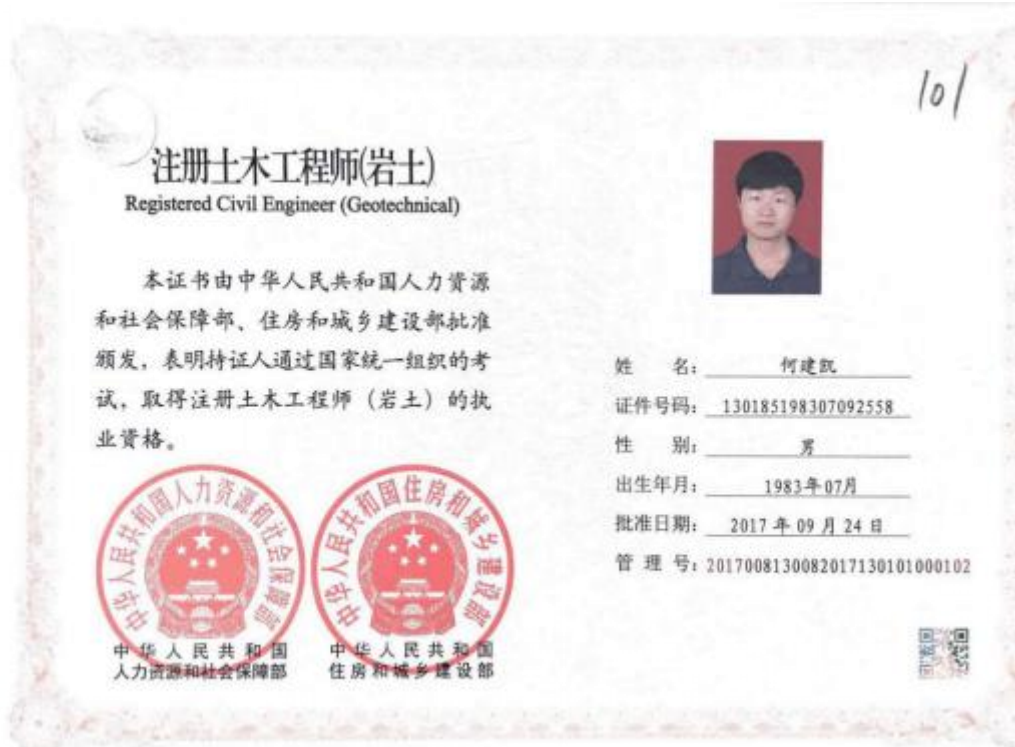 101
注册土木工程师(岩土)
Registered Civil Engineer (Geotechnical)
本证书由中华人民共和国人力资源
和社会保障部、住房和城乡建设部批准
颁发，表明持证人通过国家统一组织的考
试，取得注册土木工程师（岩土）的执
业资格。
中华人民共和国人力资源和社会保障部
中华人民共和国住房和城乡建设部
中华人民共和国
人力资源和社会保障部
中华人民共和国
住房和城乡建设部
姓 名：何建凯
证件号码：130185198307092558
性 别：男
出生年月：1983年07月
批准日期：2017年09月24日
管 理 号：2017008130082017130101000102